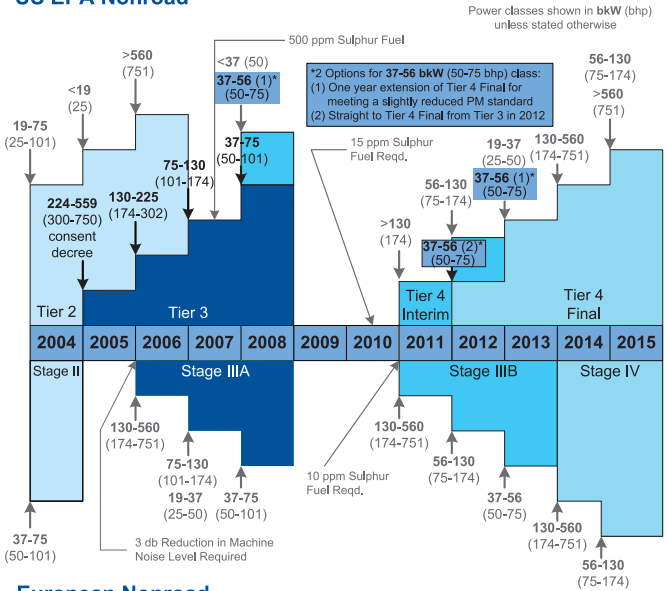 US EPA Nonroad
Power classes shown in bkW (bhp)
unless stated otherwise
500 ppm Sulphur Fuel
>560
(751)
<37 (50)
37-56 (1)*
(50-75)
*2 Options for 37-56 bkW (50-75 bhp) class:
(1) One year extension of Tier 4 Final for
meeting a slightly reduced PM standard
(2) Straight to Tier 4 Final from Tier 3 in 2012
56-130
(75-174)
>560
(751)
<19
(25)
19-75
(25-101)
37-75
(50-101)
15 ppm Sulphur
Fuel Reqd.
19-37
(25-50)
37-56 (1)*
(50-75)
130-560
(174-751)
75-130
(101-174)
56-130
(75-174)
130-225
(174-302)
224-559
(300-750)
consent
decree
>130
(174)
37-56 (2)*
(50-75)
Tier 2
Tier 3
Tier 4
Interim
Tier 4
Final
2004 2005 2006 2007 2008 2009 2010 2011 2012 2013 2014 2015
Stage II
Stage IIIA
Stage IIIB
Stage IV
130-560
(174-751)
75-130
(101-174)
19-37
(25-50)
37-75
(50-101)
130-560
(174-751)
56-130
(75-174)
37-56
(50-75)
10 ppm Sulphur
Fuel Reqd.
37-75
(50-101)
3 db Reduction in Machine
Noise Level Required
130-560
(174-751)
56-130
(75-174)
European Nonroad